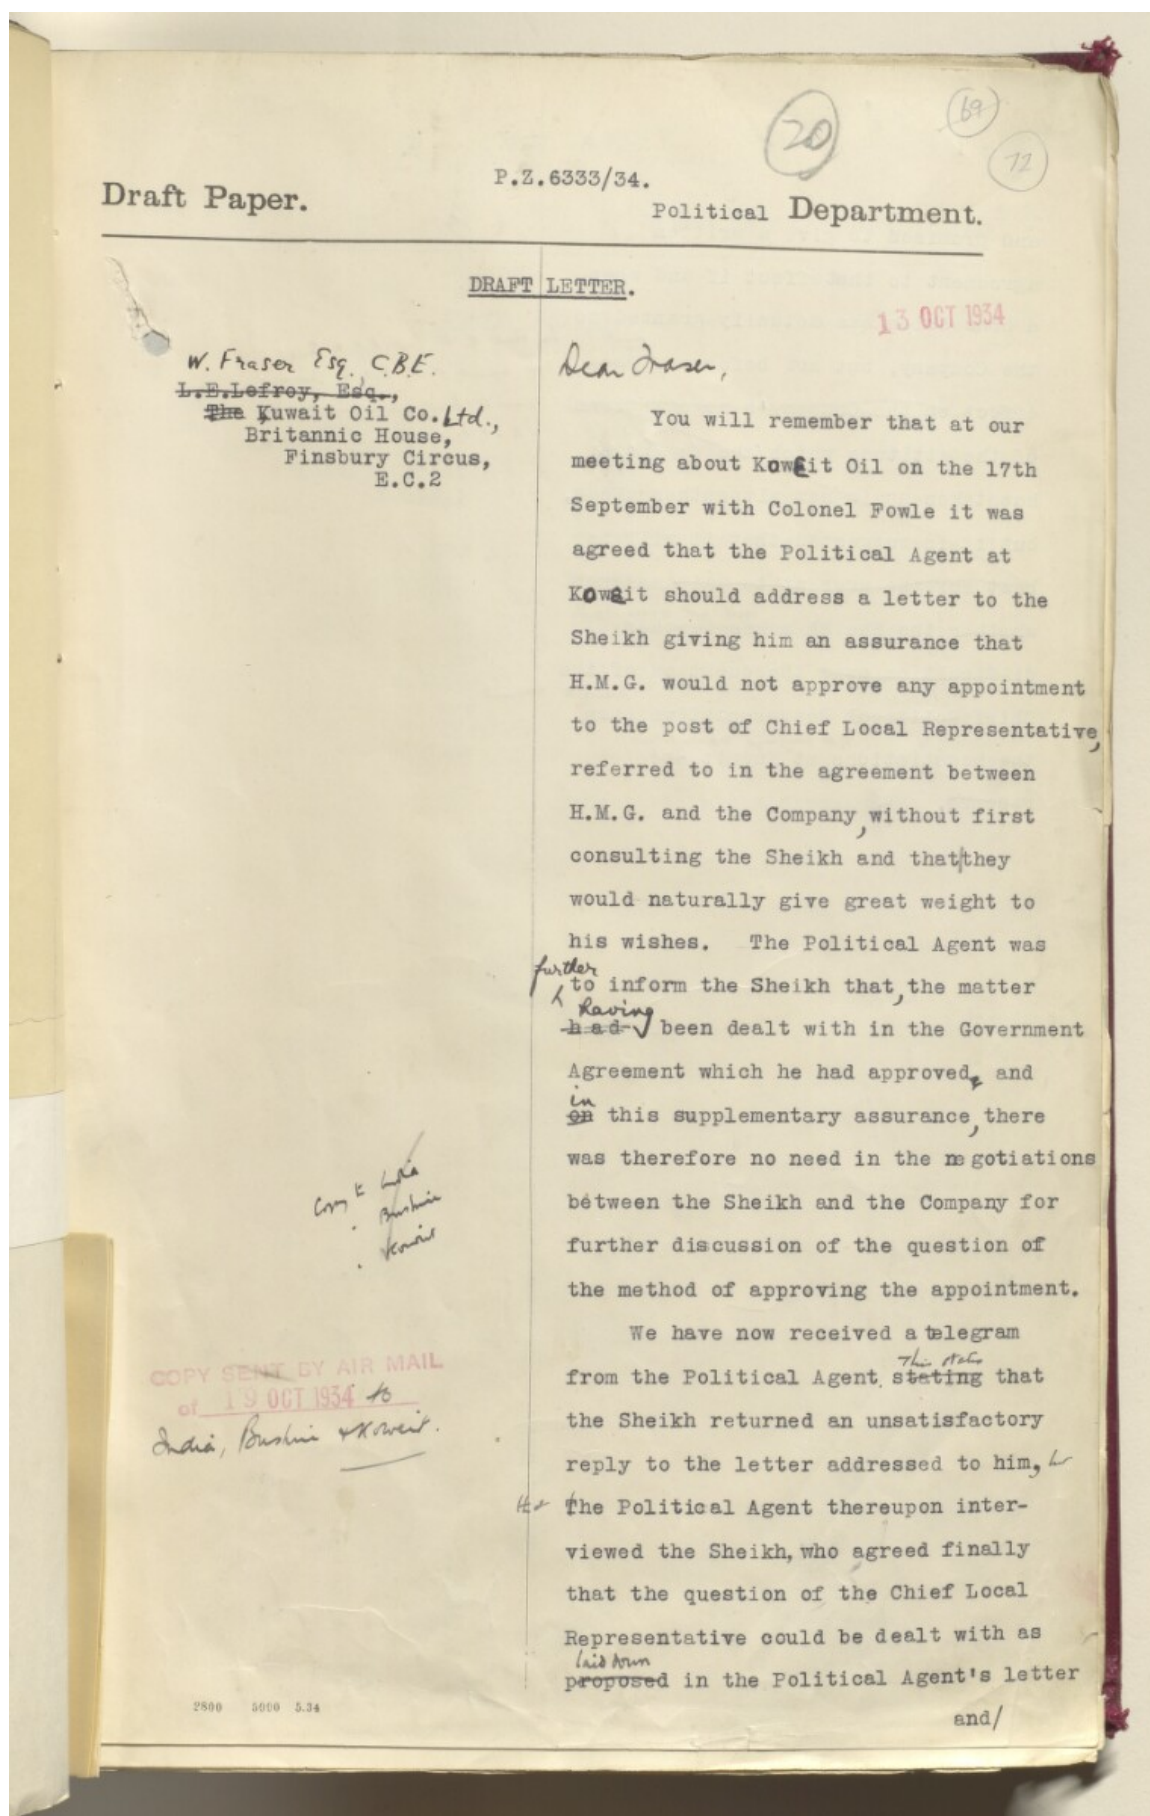 20
69
72
P.Z.6333/34.
Draft Paper.
Political Department.
DRAFT LETTER.
13 OCT 1934
W. Fraser Esq. C.B.E.
L.E.Lefroy, Esq.,
The Kuwait Oil Co. Ltd.,
Britannic House,
Finsbury Circus,
E.C.2
Dear Fraser,
You will remember that at our
meeting about Koweit Oil on the 17th
September with Colonel Fowle it was
agreed that the Political Agent at
Koweit should address a letter to the
Sheikh giving him an assurance that
H.M.G. would not approve any appointment
to the post of Chief Local Representative,
referred to in the agreement between
H.M.G. and the Company, without first
consulting the Sheikh and that they
would naturally give great weight to
his wishes. The Political Agent was
further
to inform the Sheikh that, the matter
having
had been dealt with in the Government
Agreement which he had approved, and
in
on this supplementary assurance, there
was therefore no need in the negotiations
between the Sheikh and the Company for
further discussion of the question of
the method of approving the appointment.
We have now received a telegram
This states
from the Political Agent. stating that
the Sheikh returned an unsatisfactory
reply to the letter addressed to him,
the Political Agent thereupon inter-
viewed the Sheikh, who agreed finally
that the question of the Chief Local
Representative could be dealt with as
laid down
proposed in the Political Agent's letter
and/
Copy to India
" Bushire
" Koweit
COPY SENT BY AIR MAIL
of 19 OCT 1934 to
India, Bushire & Koweit.
2800 5000 5.34